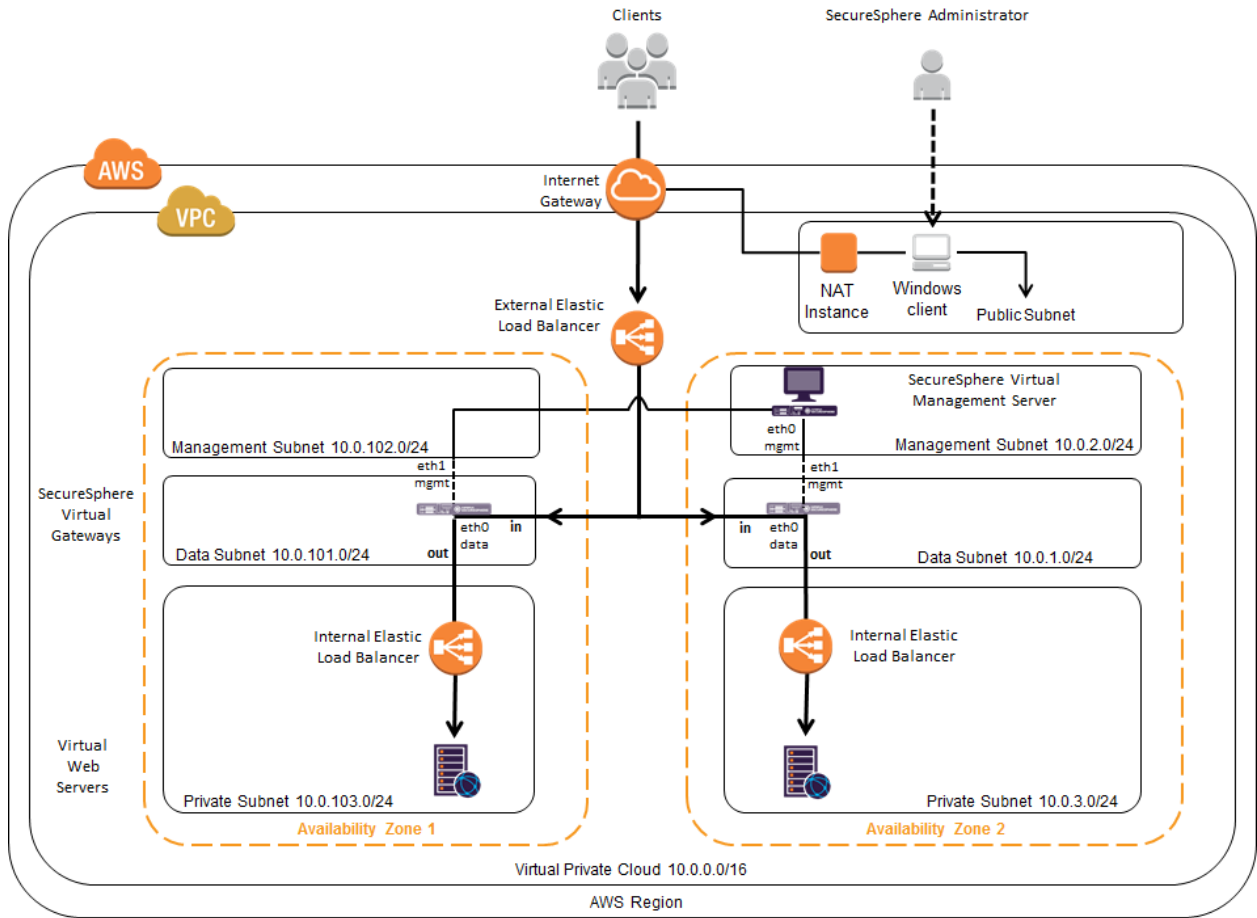 Clients
SecureSphere Administrator
AWS
Internet
Gateway
VPC
NAT
Instance
Windows
client
Public Subnet
External Elastic
Load Balancer
SecureSphere Virtual
Management Server
eth0
mgmt
Management Subnet 10.0.102.0/24
Management Subnet 10.0.2.0/24
eth1
mgmt
eth1
mgmt
SecureSphere
Virtual
Gateways
eth0
data
in
out
Data Subnet 10.0.101.0/24
in
eth0
data
out
Data Subnet 10.0.1.0/24
Internal Elastic
Load Balancer
Internal Elastic
Load Balancer
Virtual
Web
Servers
Private Subnet 10.0.103.0/24
Private Subnet 10.0.3.0/24
Availability Zone 1
Availability Zone 2
Virtual Private Cloud 10.0.0.0/16
AWS Region